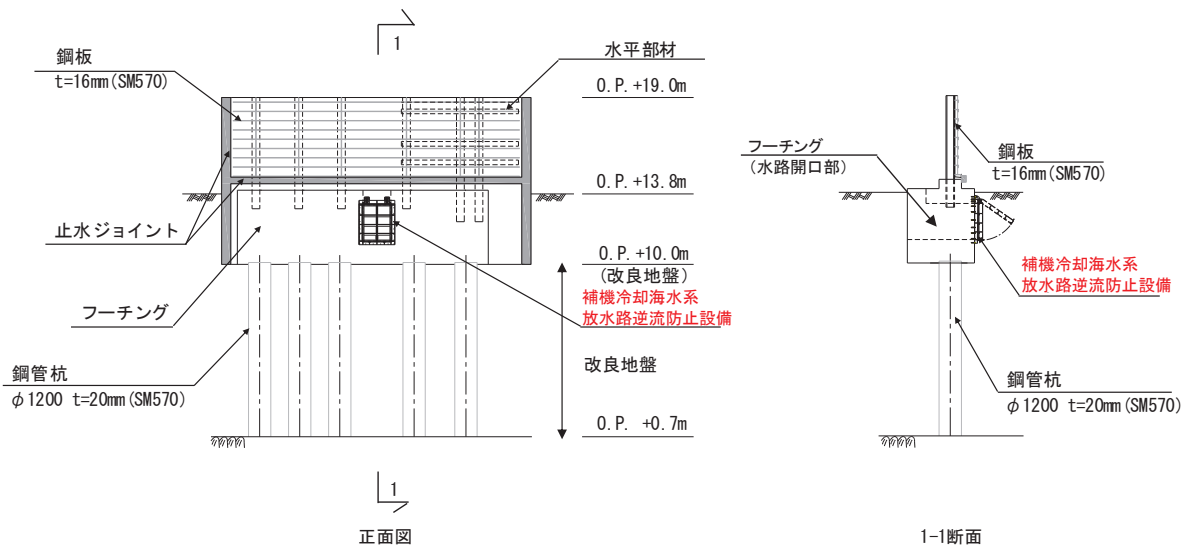 1
鋼板
t=16mm(SM570)
水平部材
O.P.+19.0m
O.P.+13.8m
止水ジョイント
O.P.+10.0m
(改良地盤)
補機冷却海水系
放水路逆流防止設備
フーチング
改良地盤
鋼管杭
φ1200 t=20mm(SM570)
O.P. +0.7m
1
正面図
フーチング
(水路開口部)
鋼板
t=16mm(SM570)
補機冷却海水系
放水路逆流防止設備
鋼管杭
φ1200 t=20mm(SM570)
1-1断面